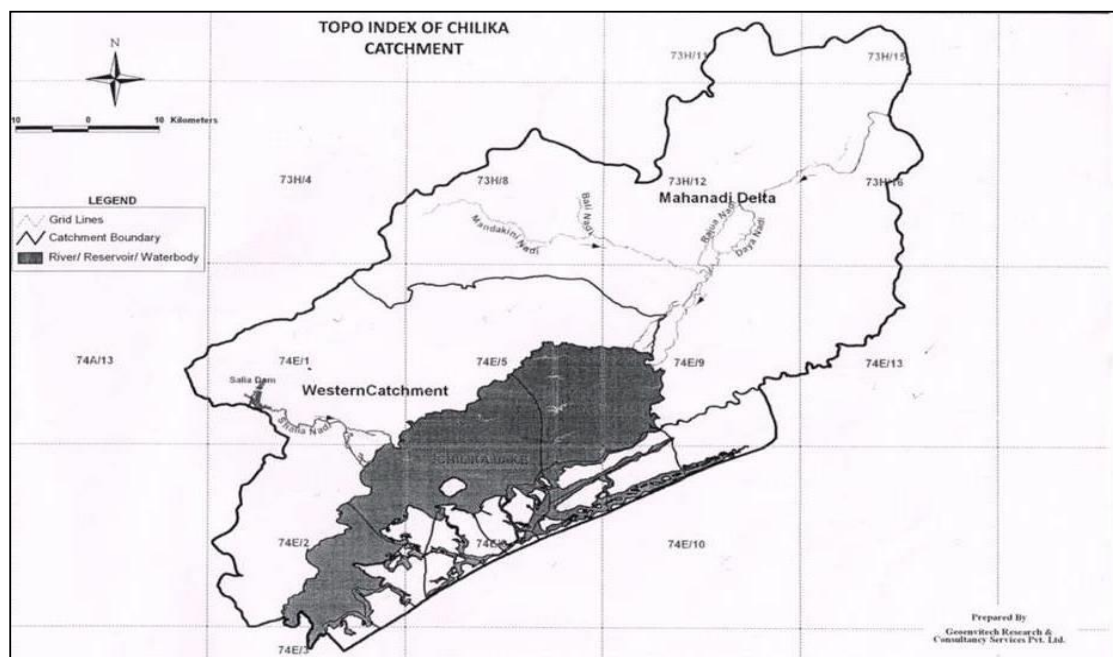 TOPO INDEX OF CHILIKA
CATCHMENT
N
10 0 10 Kilometers
LEGEND
Grid Lines
Catchment Boundary
River/ Reservoir/ Waterbody
73H/11
73H/15
73H/4
73H/8
73H/12
73H/16
Mahanadi Delta
Bali Nadi
Mandakini Nadi
Daya Nadi
74A/13
74E/1
74E/5
74E/9
74E/13
Salia Dam
WesternCatchment
CHILIKA LAKE
74E/2
74E/10
74E/3
Prepared By
Geoenvitech Research &
Consultancy Services Pvt. Ltd.